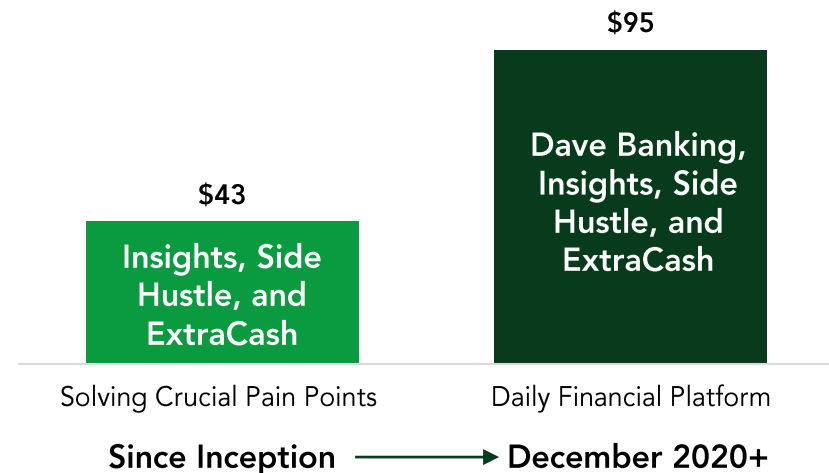 $95
$43
Dave Banking,
Insights, Side
Hustle, and
ExtraCash
Insights, Side
Hustle, and
ExtraCash
Solving Crucial Pain Points
Daily Financial Platform
Since Inception
December 2020+